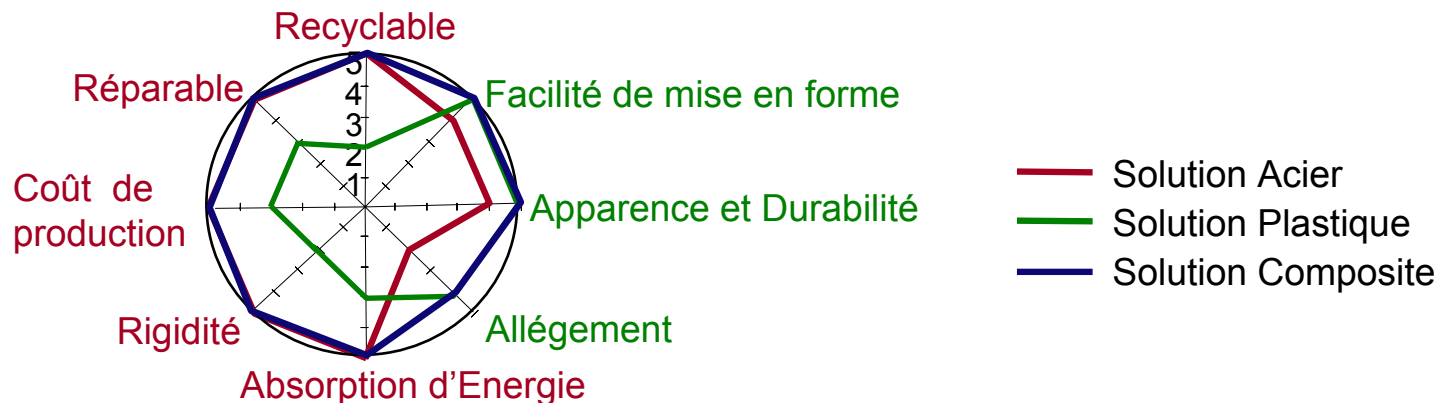 Recyclable
5
Réparable
4
Facilité de mise en forme
3
2
1
Coût de
production
Apparence et Durabilité
Rigidité
Allégement
Absorption d’Energie
Solution Acier
Solution Plastique
Solution Composite